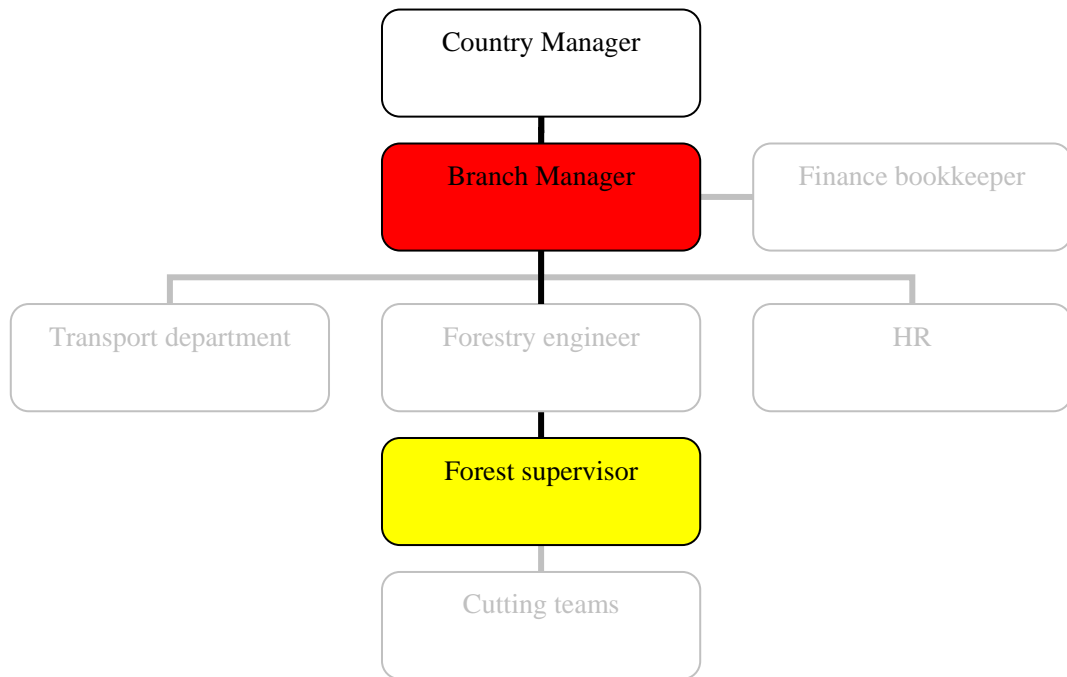 Country Manager
Branch Manager
Finance bookkeeper
Transport department
Forestry engineer
HR
Forest supervisor
Cutting teams